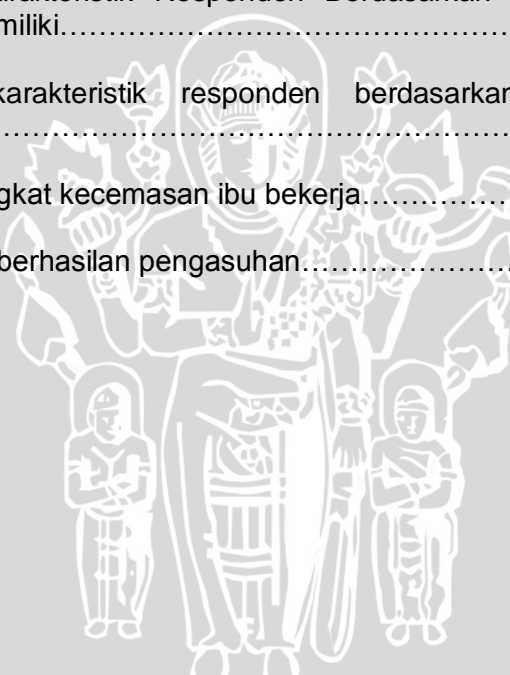 arakteristik Responden Berdasarkan
miliki……………………………………………
karakteristik responden berdasarkan
……………………………………………………
gkat kecemasan ibu bekerja………………
berhasilan pengasuhan……………………